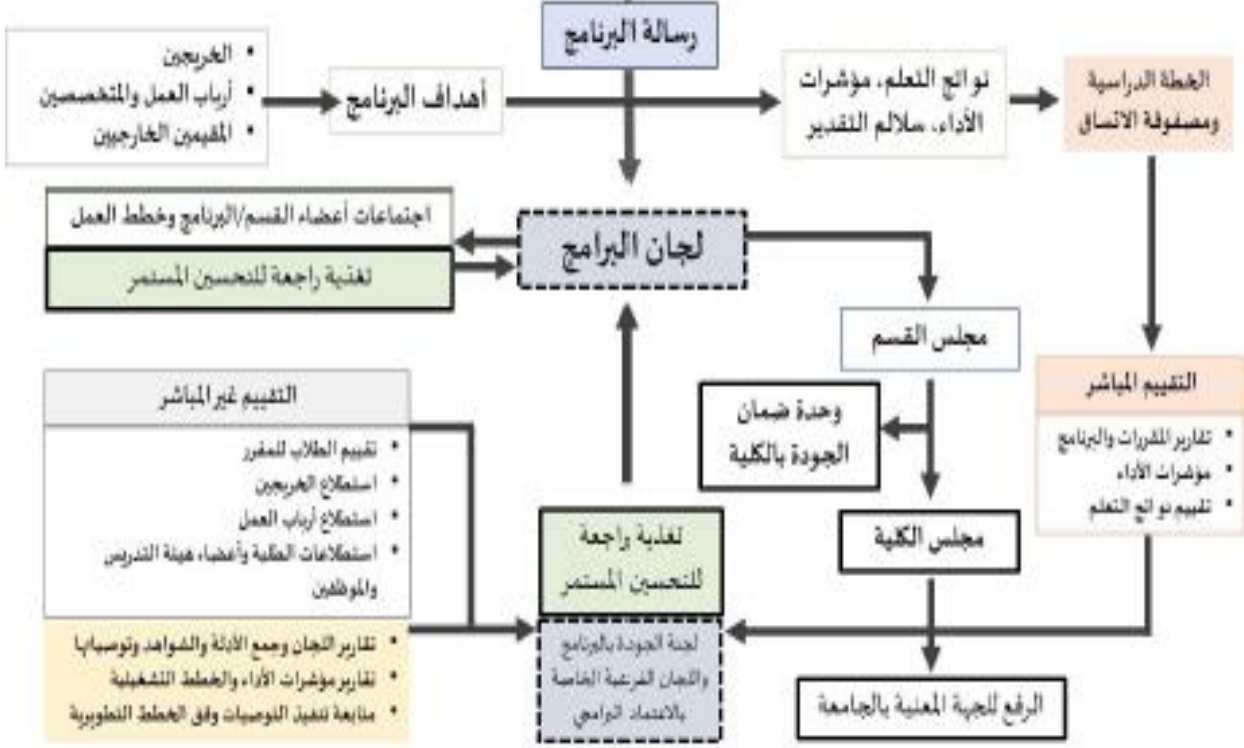 رسالة البرنامج
• الخريجين
• أرباب العمل والمتخصصين
• المقيمين الخارجيين
أهداف البرنامج
نواتج التعلم، مؤشرات
الأداء، سلالم التقدير
الخطة الدراسية
ومصفوفة الاتساق
اجتماعات أعضاء القسم/البرنامج وخطط العمل
تغذية راجعة للتحسين المستمر
لجان البرامج
مجلس القسم
وحدة ضمان
الجودة بالكلية
مجلس الكلية
الرفع للجهة المعنية بالجامعة
التقييم المباشر
• تقارير المقررات والبرنامج
• مؤشرات الأداء
• تقييم نواتج التعلم
التقييم غير المباشر
• تقييم الطلاب للمقرر
• استطلاع الخريجين
• استطلاع أرباب العمل
• استطلاعات الطلبة وأعضاء هيئة التدريس
والموظفين
• تقارير اللجان وجمع الأدلة والشواهد وتوصياتها
• تقارير مؤشرات الأداء والخطط التشغيلية
• متابعة تنفيذ التوصيات وفق الخطط التطويرية
تغذية راجعة
للتحسين المستمر
لجنة الجودة بالبرنامج
واللجان الفرعية الخاصة
بالاعتماد البرامجي